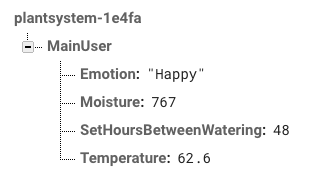 plantsystem-1e4fa
MainUser
Emotion: "Happy"
Moisture: 767
SetHoursBetweenWatering: 48
Temperature: 62.6